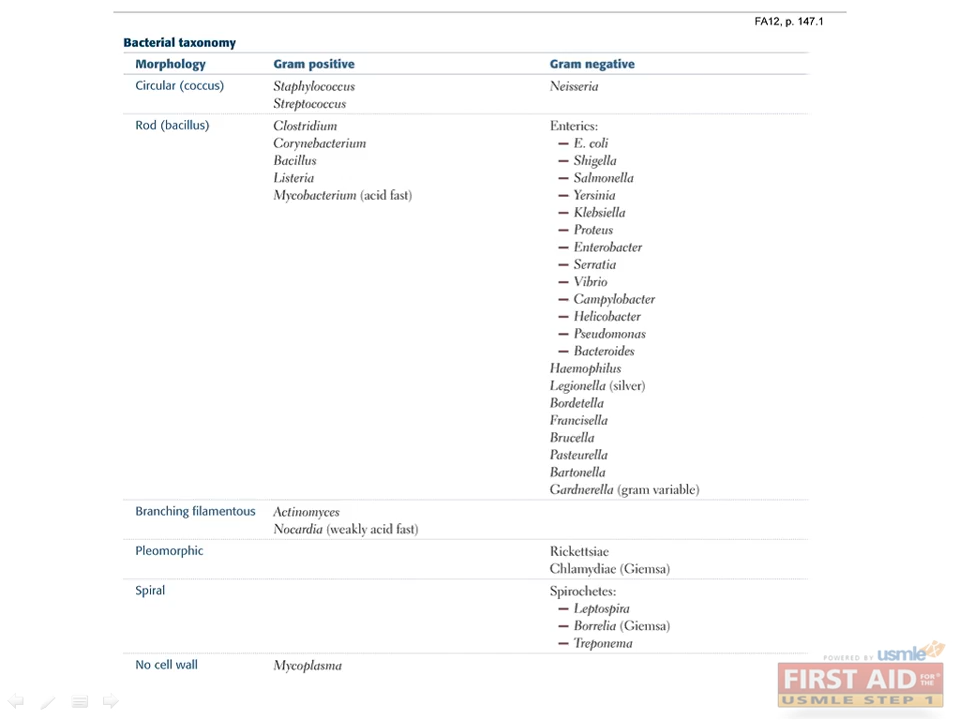 FA12, p. 147.1
Bacterial taxonomy
Morphology Gram positive Gram negative
Circular (coccus) Staphylococcus Neisseria
Streptococcus
Rod (bacillus) Clostridium Enterics:
Corynebacterium — E. coli
Bacillus — Shigella
Listeria — Salmonella
Mycobacterium (acid fast) — Yersinia
— Klebsiella
— Proteus
— Enterobacter
— Serratia
— Vibrio
— Campylobacter
— Helicobacter
— Pseudomonas
— Bacteroides
Haemophilus
Legionella (silver)
Bordetella
Francisella
Brucella
Pasteurella
Bartonella
Gardnerella (gram variable)
Branching filamentous Actinomyces
Nocardia (weakly acid fast)
Pleomorphic Rickettsiae
Chlamydiae (Giemsa)
Spiral Spirochetes:
— Leptospira
— Borrelia (Giemsa)
— Treponema
No cell wall Mycoplasma
POWERED BY usmle
FIRST AID FOR THE®
USMLE STEP 1